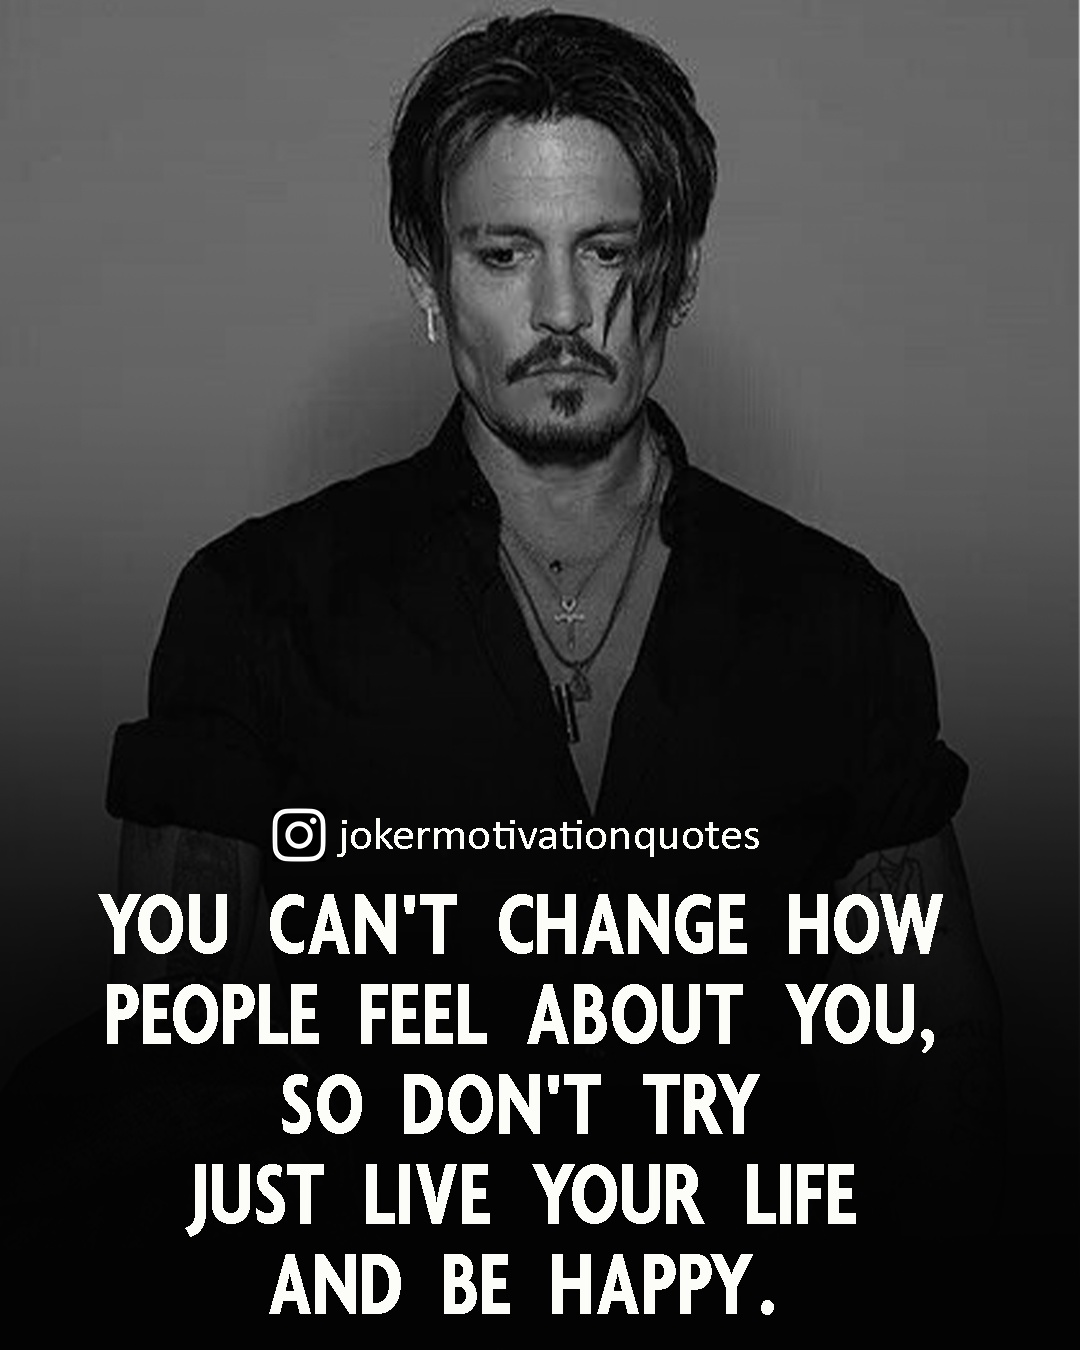 jokermotivationquotes
YOU CAN'T CHANGE HOW
PEOPLE FEEL ABOUT YOU,
SO DON'T TRY
JUST LIVE YOUR LIFE
AND BE HAPPY.